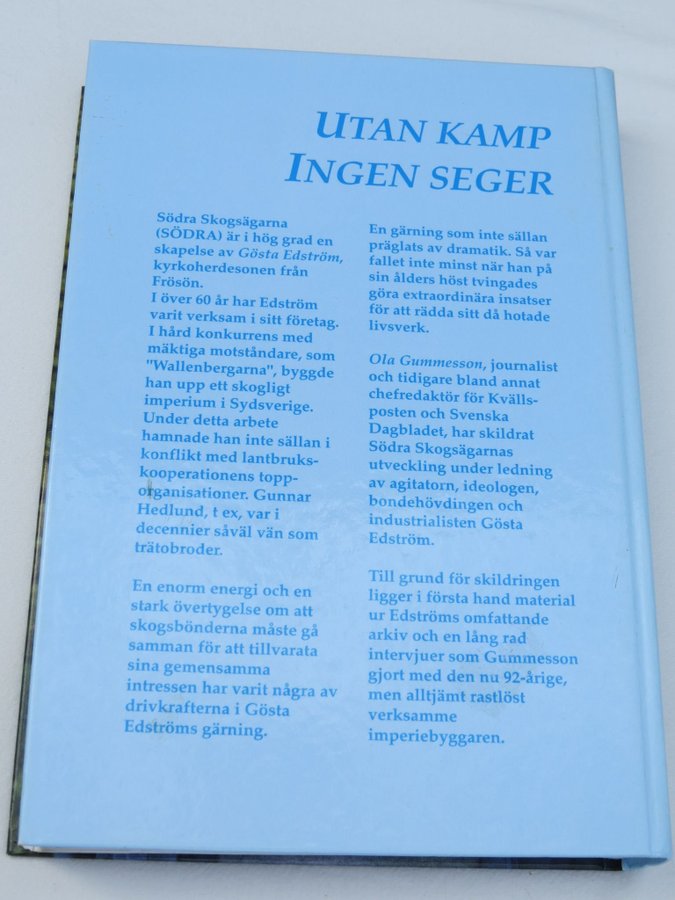 UTAN KAMP
INGEN SEGER
Södra Skogsägarna
(SÖDRA) är i hög grad en
skapelse av Gösta Edström,
kyrkoherdesonen från
Frösön.
I över 60 år har Edström
varit verksam i sitt företag.
I hård konkurrens med
mäktiga motståndare, som
"Wallenbergarna", byggde
han upp ett skogligt
imperium i Sydsverige.
Under detta arbete
hamnade han inte sällan i
konflikt med lantbruks-
kooperationens topp-
organisationer. Gunnar
Hedlund, t ex, var i
decennier såväl vän som
trätobroder.
En enorm energi och en
stark övertygelse om att
skogsbönderna måste gå
samman för att tillvarata
sina gemensamma
intressen har varit några av
drivkrafterna i Gösta
Edströms gärning.
En gärning som inte sällan
präglats av dramatik. Så var
fallet inte minst när han på
sin ålders höst tvingades
göra extraordinära insatser
för att rädda sitt då hotade
livsverk.
Ola Gummesson, journalist
och tidigare bland annat
chefredaktör för Kvälls-
posten och Svenska
Dagbladet, har skildrat
Södra Skogsägarnas
utveckling under ledning
av agitatorn, ideologen,
bondehövdingen och
industrialisten Gösta
Edström.
Till grund för skildringen
ligger i första hand material
ur Edströms omfattande
arkiv och en lång rad
intervjuer som Gummesson
gjort med den nu 92-årige,
men alltjämt rastlöst
verksamme
imperiebyggaren.